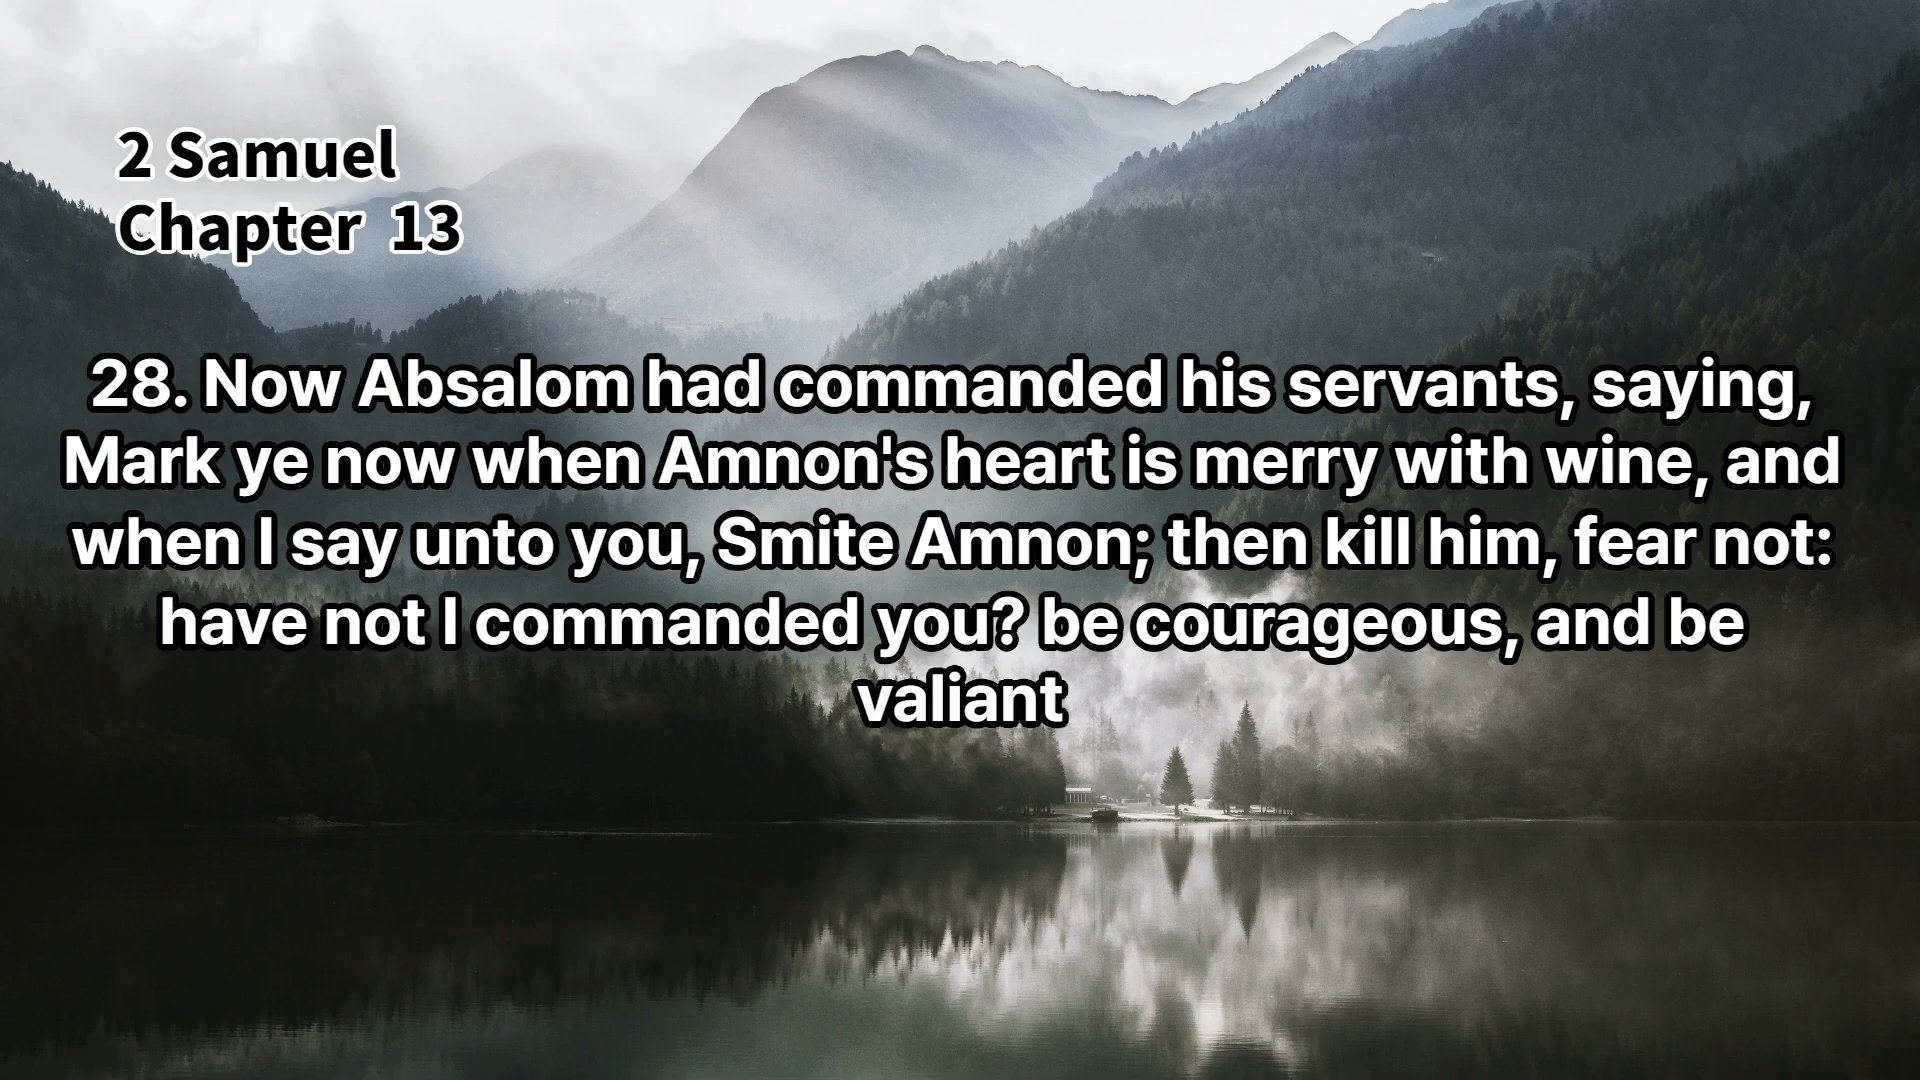 2 Samuel
Chapter 13
28. Now Absalom had commanded his servants, saying,
Mark ye now when Amnon's heart is merry with wine, and
when I say unto you, Smite Amnon; then kill him, fear not:
have not I commanded you? be courageous, and be
valiant